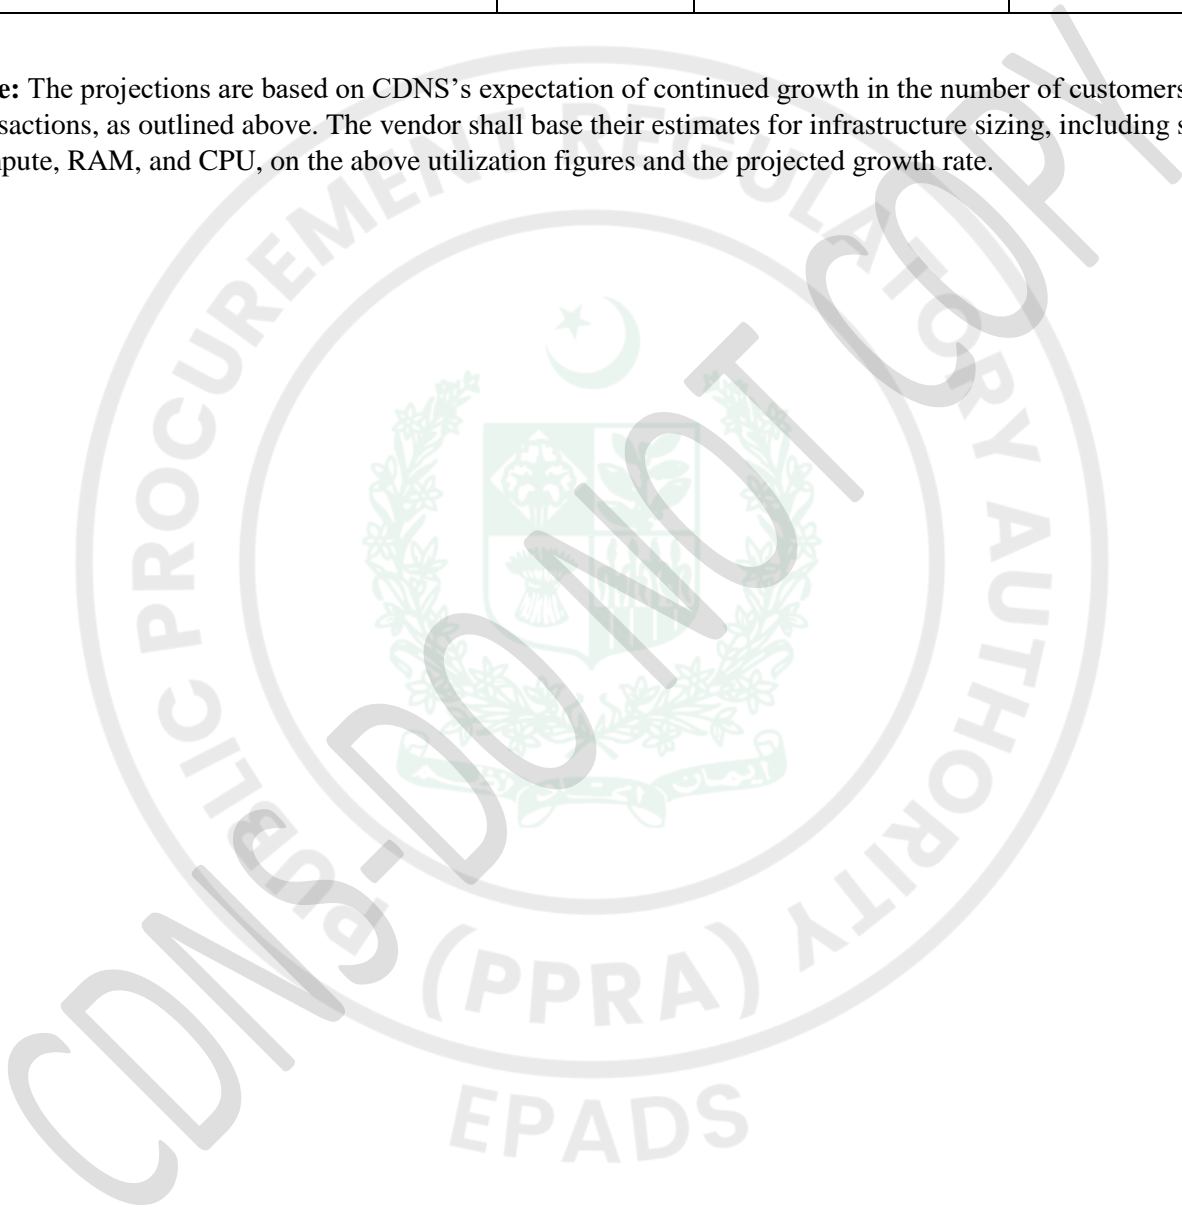 e: The projections are based on CDNS’s expectation of continued growth in the number of customers
sactions, as outlined above. The vendor shall base their estimates for infrastructure sizing, including s
pute, RAM, and CPU, on the above utilization figures and the projected growth rate.
PUBLIC PROCUREMENT REGULATORY AUTHORITY
(PPRA)
EPADS
CDNS-DO NOT COPY